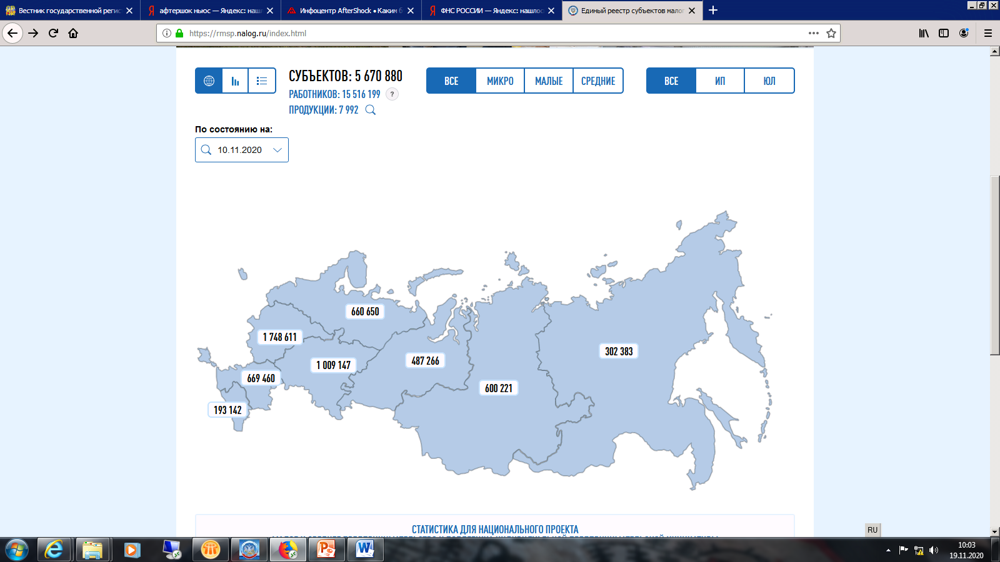 Вестник государственной регис
афтершок ньюс — Яндекс: наш
Инфоцентр AfterShock • Каким б
ФНС РОССИИ — Яндекс: нашлос
Единый реестр субъектов малог
https://rmsp.nalog.ru/index.html
СУБЪЕКТОВ: 5 670 880
РАБОТНИКОВ: 15 516 199 ?
ПРОДУКЦИИ: 7 992
ВСЕ МИКРО МАЛЫЕ СРЕДНИЕ
ВСЕ ИП ЮЛ
По состоянию на:
10.11.2020
660 650
1 748 611
302 383
487 266
1 009 147
669 460
600 221
193 142
СТАТИСТИКА ДЛЯ НАЦИОНАЛЬНОГО ПРОЕКТА
RU
10:03
19.11.2020